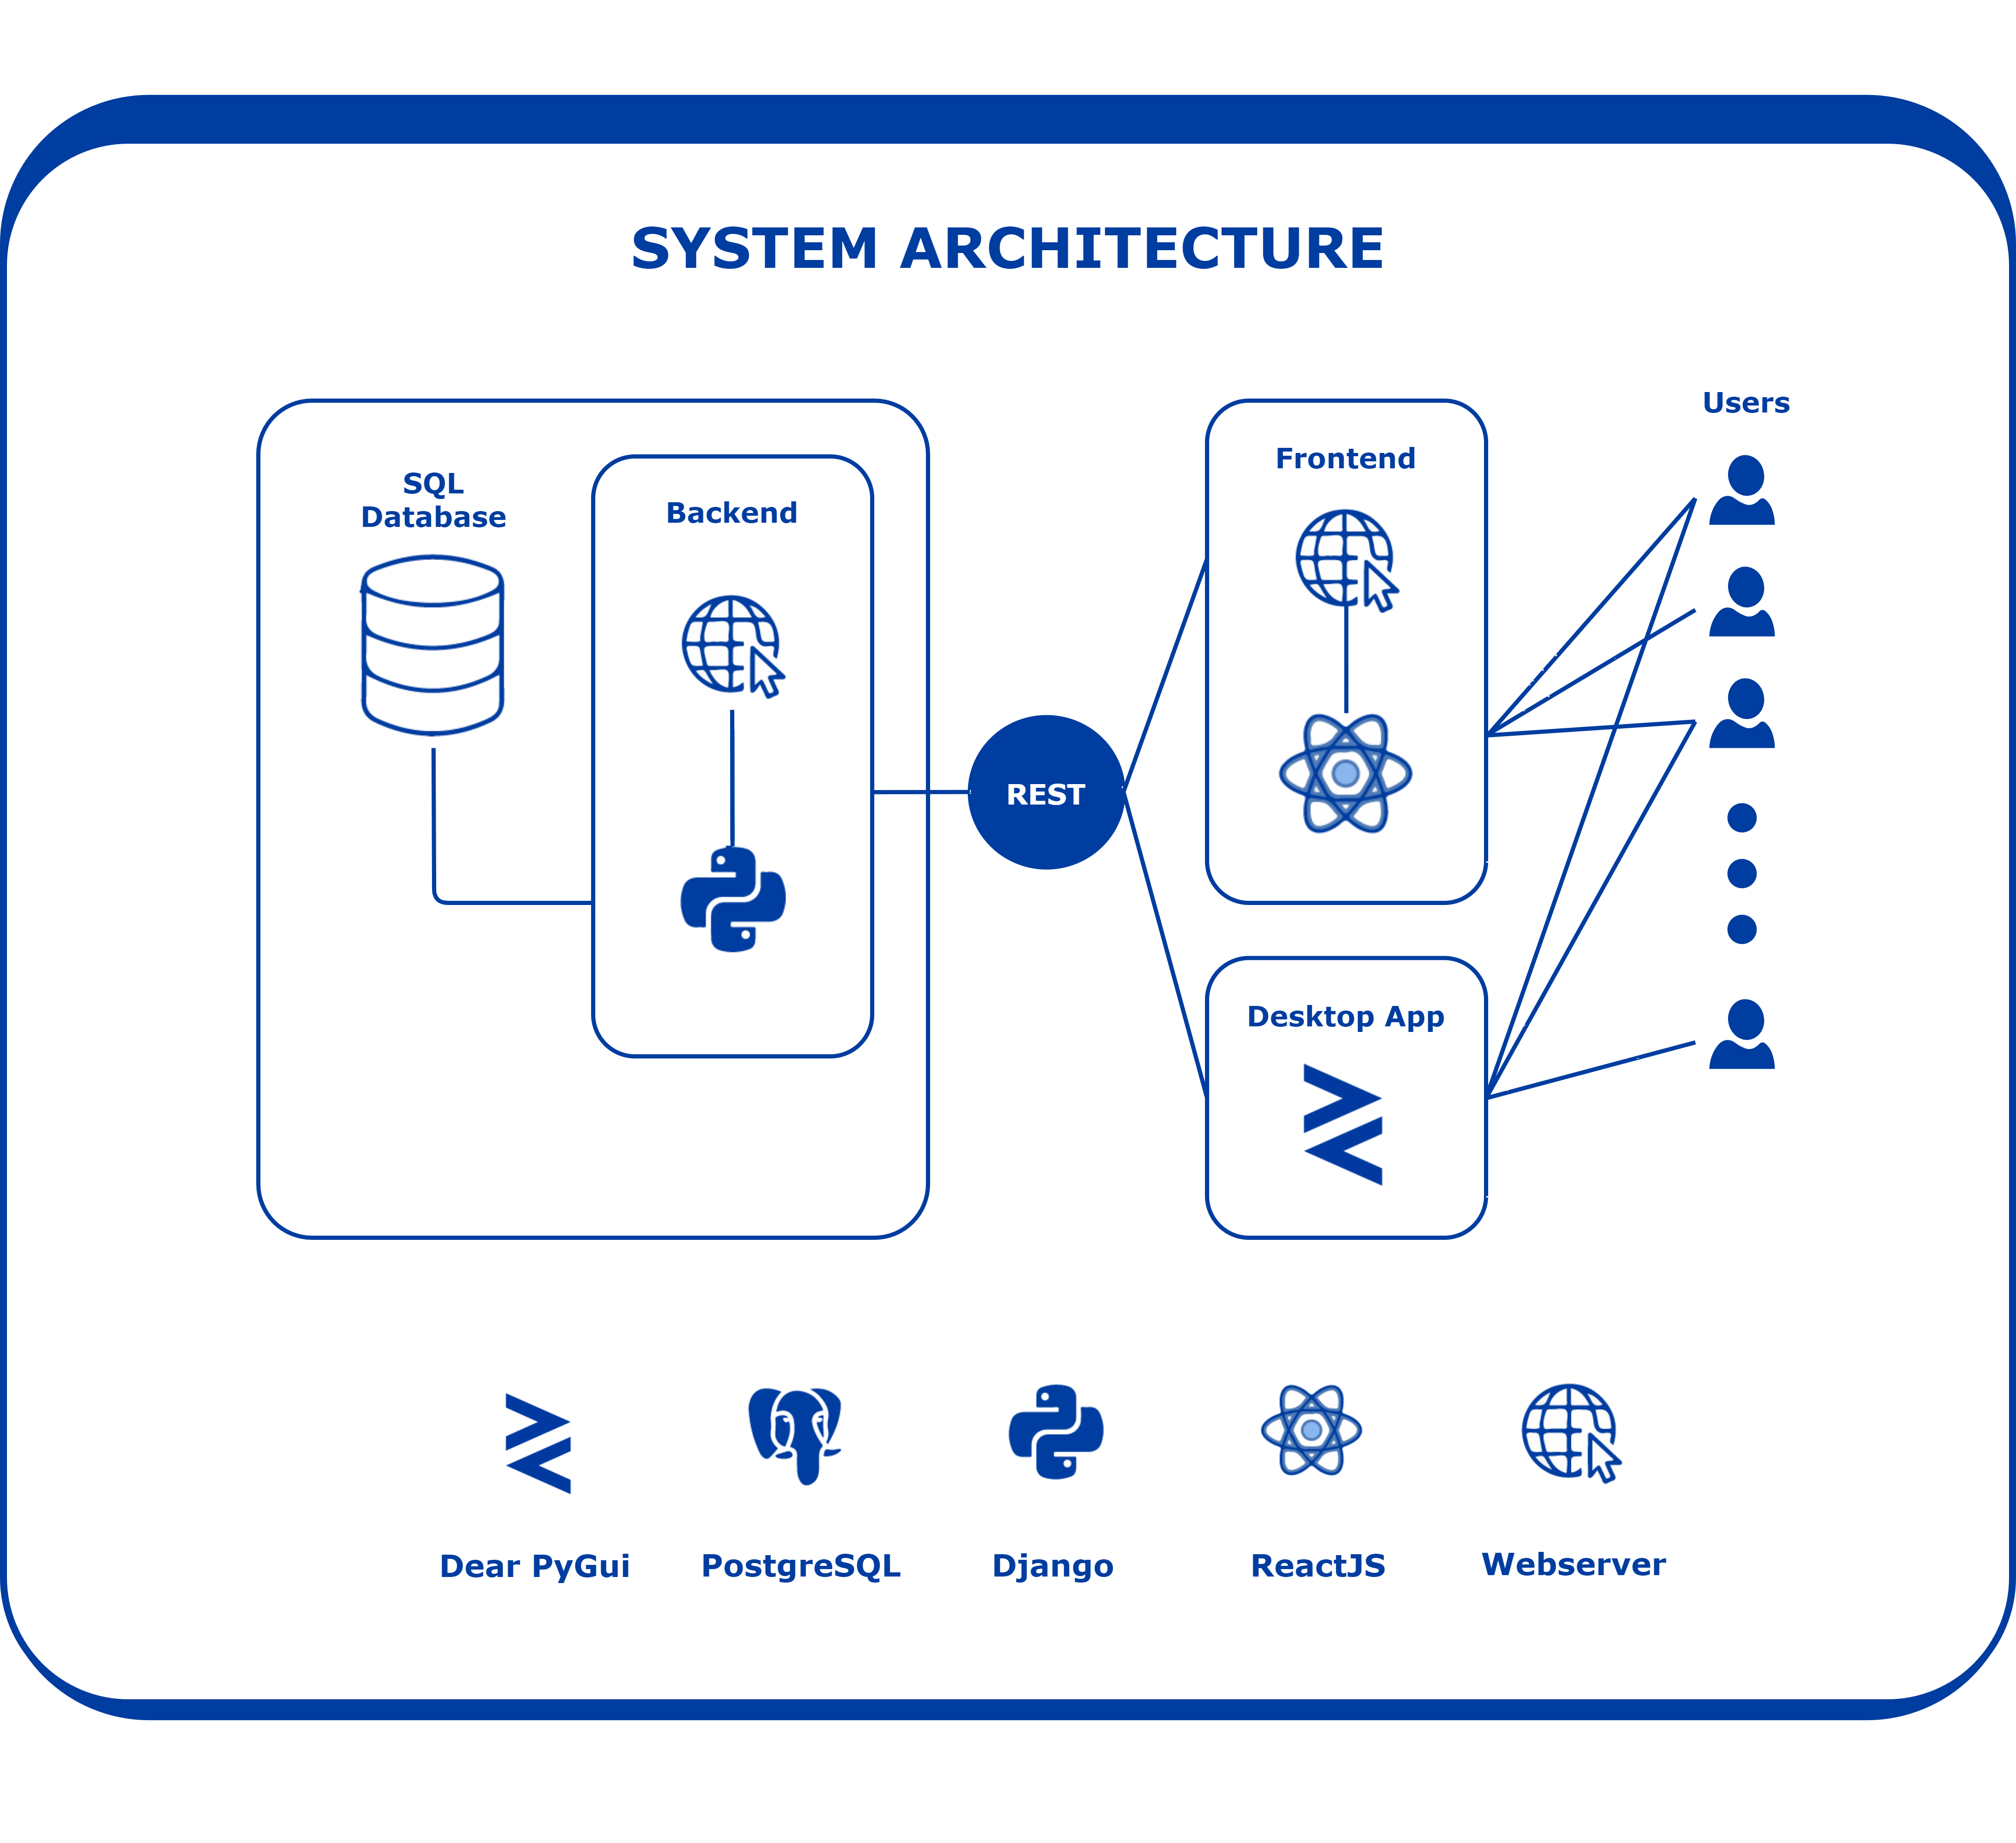 SYSTEM ARCHITECTURE
SQL
Database
Backend
REST
Frontend
Desktop App
Users
Dear PyGui
PostgreSQL
Django
ReactJS
Webserver